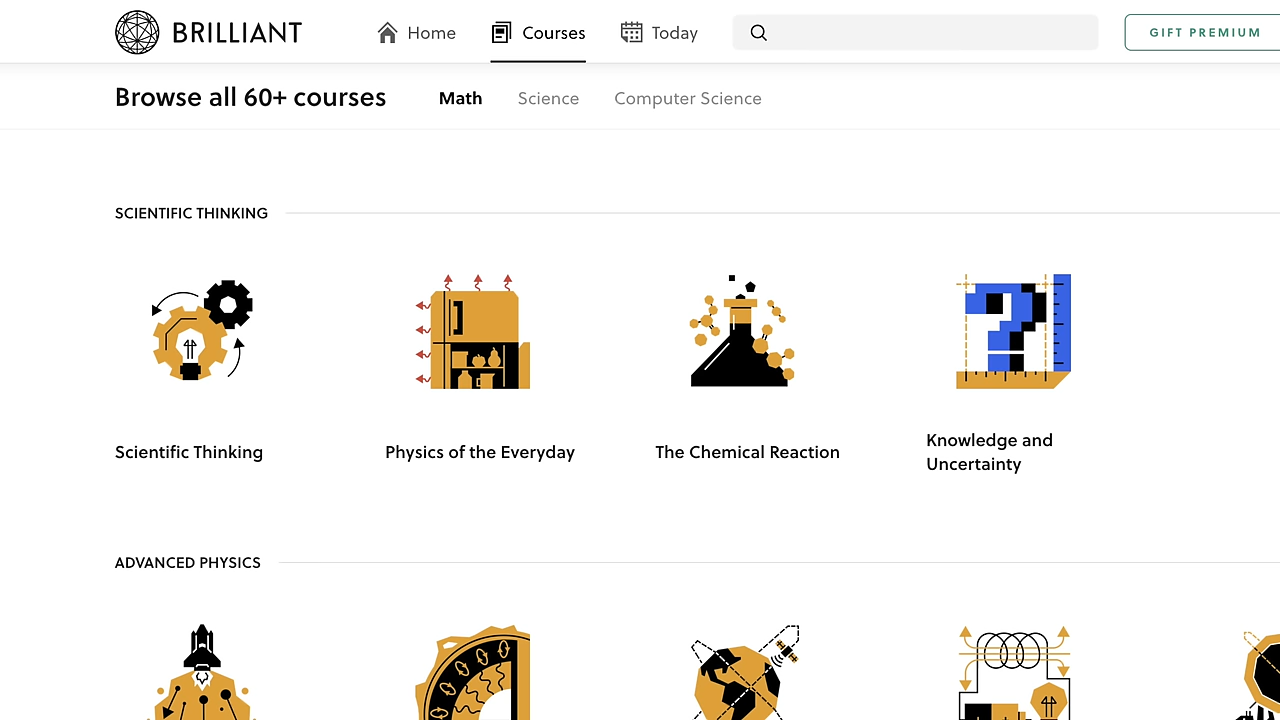 BRILLIANT
Home
Courses
Today
GIFT PREMIUM
Browse all 60+ courses
Math
Science
Computer Science
SCIENTIFIC THINKING
Scientific Thinking
Physics of the Everyday
The Chemical Reaction
Knowledge and
Uncertainty
ADVANCED PHYSICS